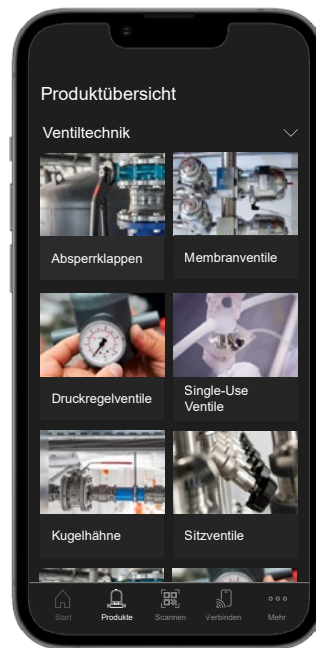 Produktübersicht
Ventiltechnik
Absperrklappen
Membranventile
Druckregelventile
Single-Use
Ventile
Kugelhähne
Sitzventile
Start
Produkte
Scannen
Verbinden
Mehr